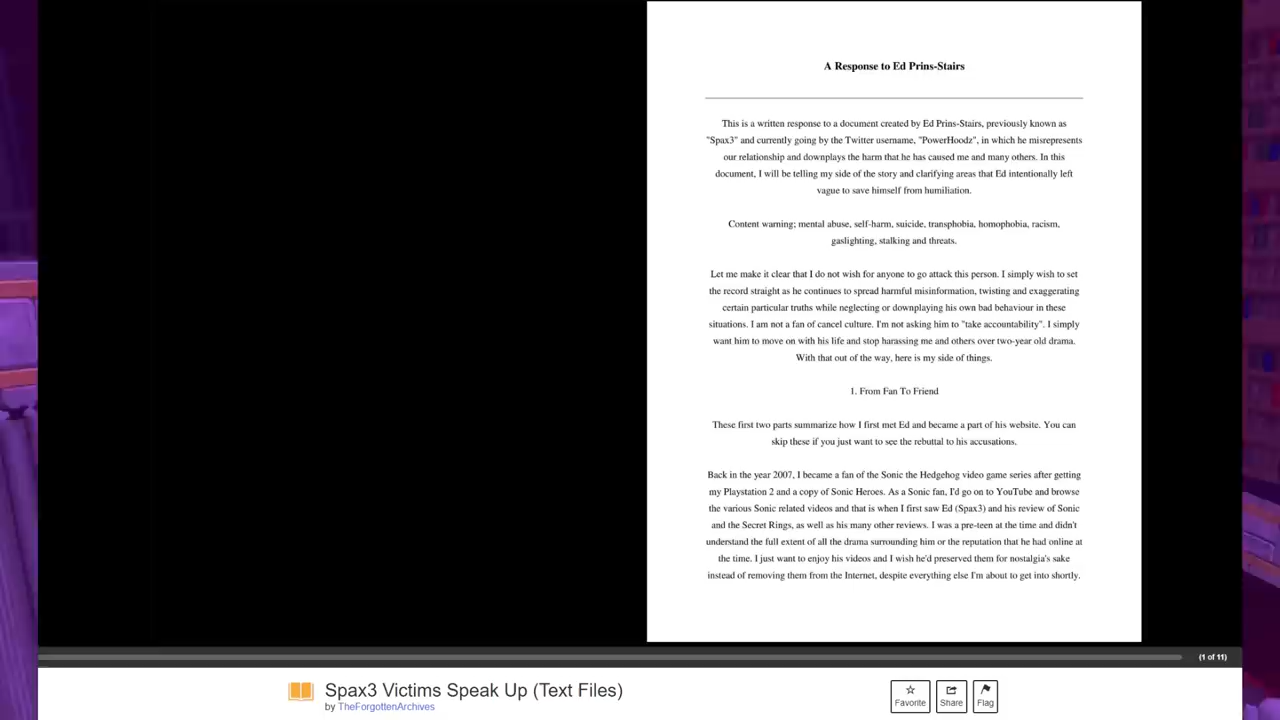 A Response to Ed Prins-Stairs
This is a written response to a document created by Ed Prins-Stairs, previously known as
"Spax3" and currently going by the Twitter username, "PowerHoodz", in which he misrepresents
our relationship and downplays the harm that he has caused me and many others. In this
document, I will be telling my side of the story and clarifying areas that Ed intentionally left
vague to save himself from humiliation.
Content warning; mental abuse, self-harm, suicide, transphobia, homophobia, racism,
gaslighting, stalking and threats.
Let me make it clear that I do not wish for anyone to go attack this person. I simply wish to set
the record straight as he continues to spread harmful misinformation, twisting and exaggerating
certain particular truths while neglecting or downplaying his own bad behaviour in these
situations. I am not a fan of cancel culture. I'm not asking him to "take accountability". I simply
want him to move on with his life and stop harassing me and others over two-year old drama.
With that out of the way, here is my side of things.
1. From Fan To Friend
These first two parts summarize how I first met Ed and became a part of his website. You can
skip these if you just want to see the rebuttal to his accusations.
Back in the year 2007, I became a fan of the Sonic the Hedgehog video game series after getting
my Playstation 2 and a copy of Sonic Heroes. As a Sonic fan, I'd go on to YouTube and browse
the various Sonic related videos and that is when I first saw Ed (Spax3) and his review of Sonic
and the Secret Rings, as well as his many other reviews. I was a pre-teen at the time and didn't
understand the full extent of all the drama surrounding him or the reputation that he had online at
the time. I just want to enjoy his videos and I wish he'd preserved them for nostalgia's sake
instead of removing them from the Internet, despite everything else I'm about to get into shortly.
(1 of 11)
Spax3 Victims Speak Up (Text Files)
by TheForgottenArchives
Favorite
Share
Flag